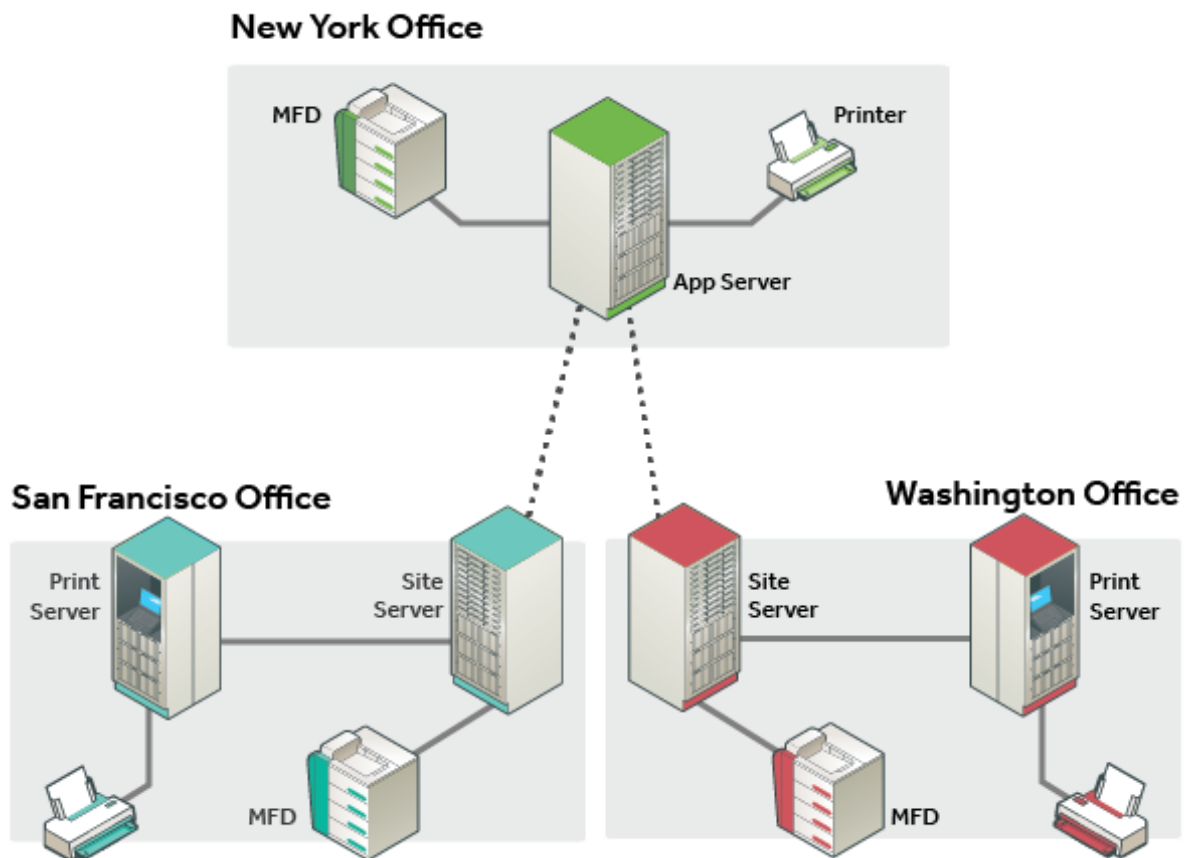 New York Office
MFD
Printer
App Server
San Francisco Office
Washington Office
Print
Server
Site
Server
Site
Server
Print
Server
MFD
MFD